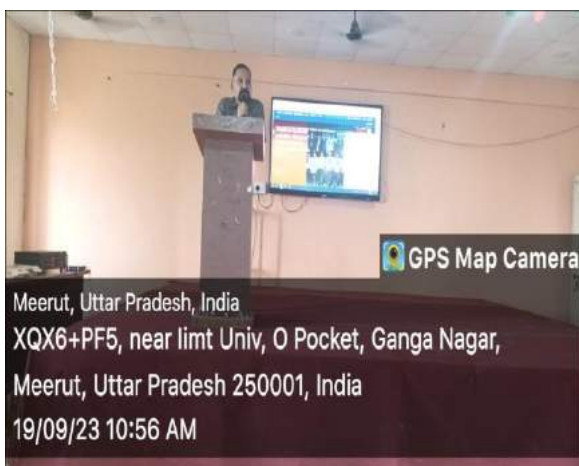 GPS Map Camera
Meerut, Uttar Pradesh, India
XQX6+PF5, near Iimt Univ, O Pocket, Ganga Nagar,
Meerut, Uttar Pradesh 250001, India
19/09/23 10:56 AM